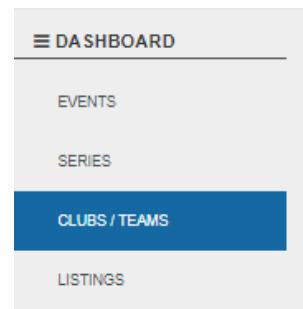 DASHBOARD
EVENTS
SERIES
CLUBS / TEAMS
LISTINGS